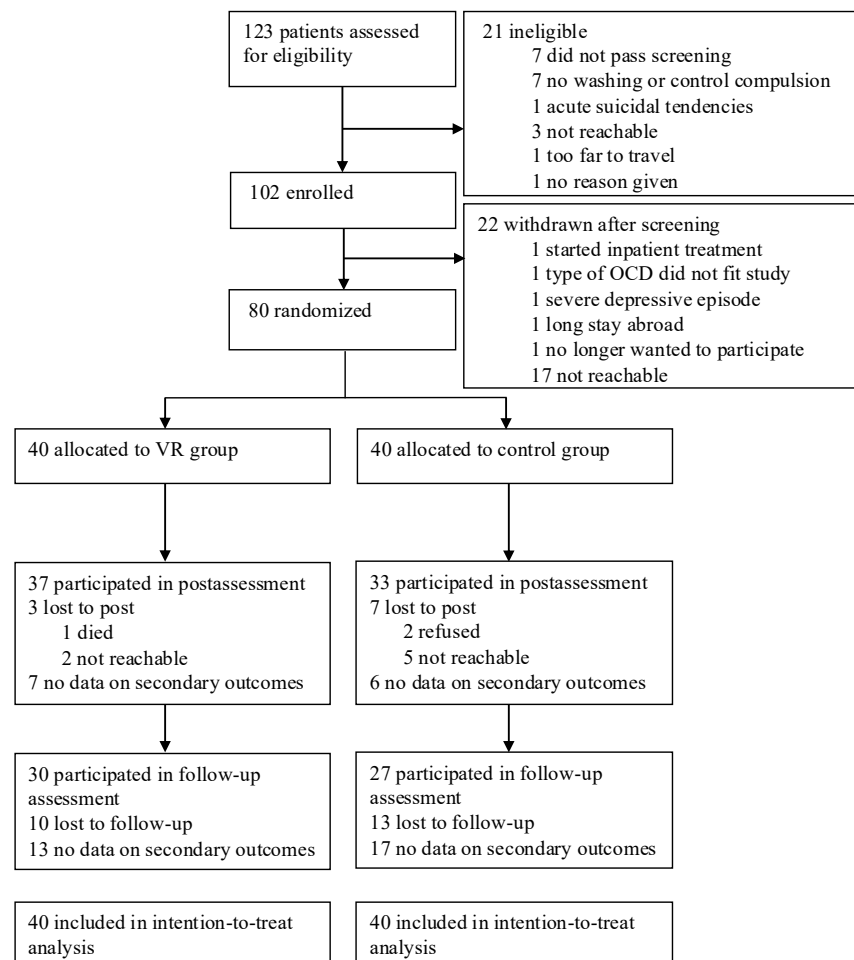 123 patients assessed
for eligibility
21 ineligible
7 did not pass screening
7 no washing or control compulsion
1 acute suicidal tendencies
3 not reachable
1 too far to travel
1 no reason given
102 enrolled
22 withdrawn after screening
1 started inpatient treatment
1 type of OCD did not fit study
1 severe depressive episode
1 long stay abroad
1 no longer wanted to participate
17 not reachable
80 randomized
40 allocated to VR group
40 allocated to control group
37 participated in postassessment
3 lost to post
1 died
2 not reachable
7 no data on secondary outcomes
33 participated in postassessment
7 lost to post
2 refused
5 not reachable
6 no data on secondary outcomes
30 participated in follow-up
assessment
10 lost to follow-up
13 no data on secondary outcomes
27 participated in follow-up
assessment
13 lost to follow-up
17 no data on secondary outcomes
40 included in intention-to-treat
analysis
40 included in intention-to-treat
analysis